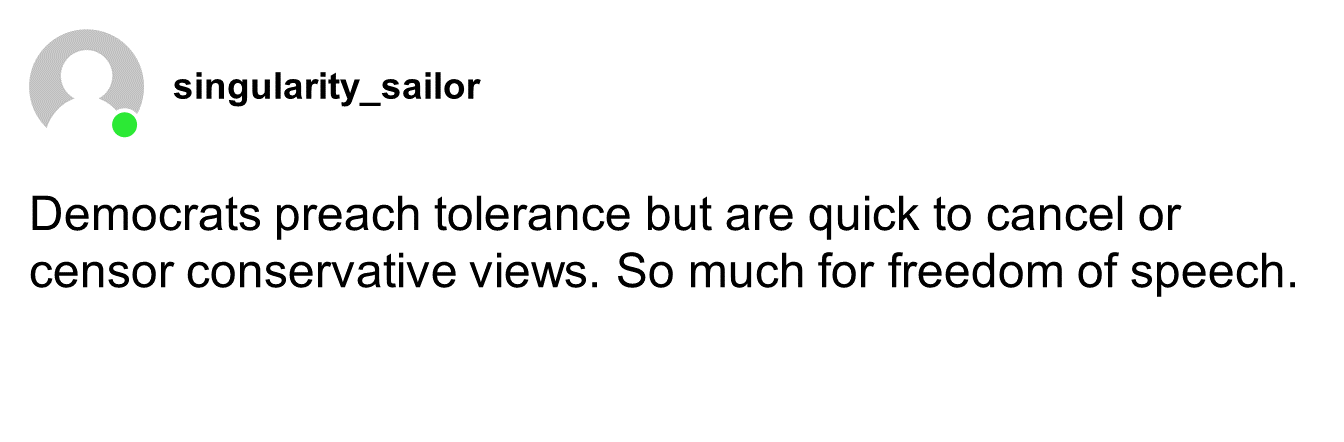 singularity_sailor
Democrats preach tolerance but are quick to cancel or
censor conservative views. So much for freedom of speech.